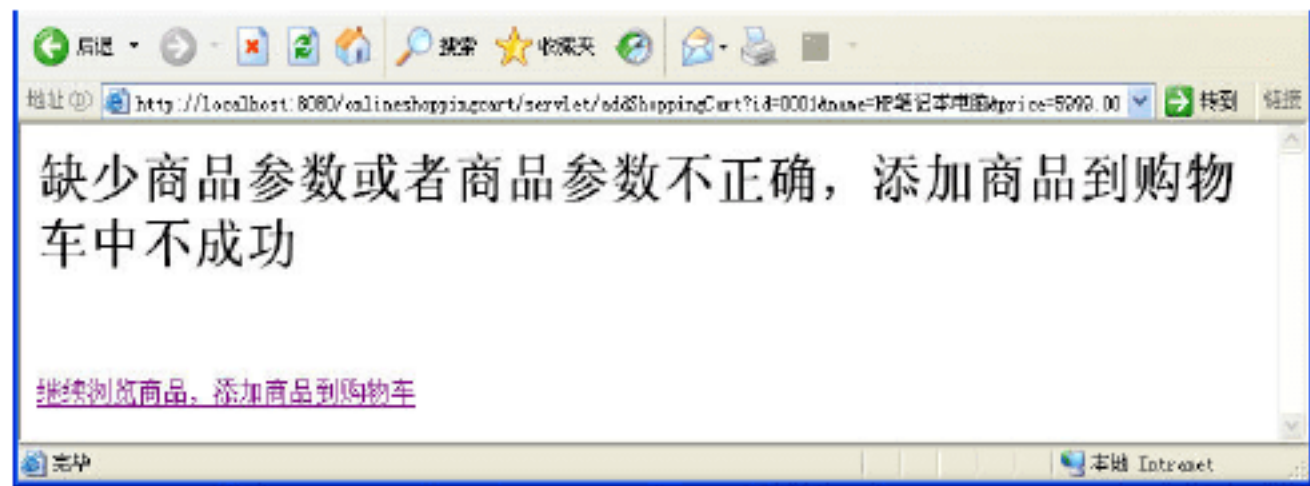 后退 搜索 收藏夹
地址(D) http://localhost:8080/onlineshoppingcart/servlet/addShoppingCart?id=0001&name=HP笔记本电脑&price=5999.00 转到 链接
缺少商品参数或者商品参数不正确，添加商品到购物
车中不成功
继续浏览商品，添加商品到购物车
完毕 本地 Intranet